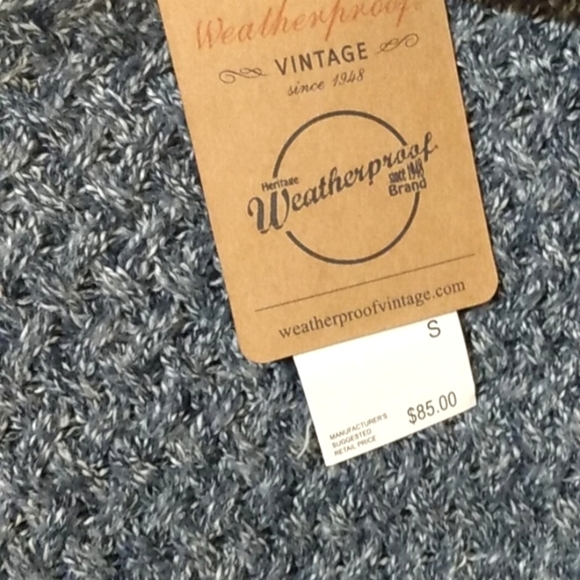 Weatherproof
VINTAGE
since 1948
Heritage
Weatherproof
since 1948
Brand
weatherproofvintage.com
S
MANUFACTURER'S
SUGGESTED
RETAIL PRICE
$85.00